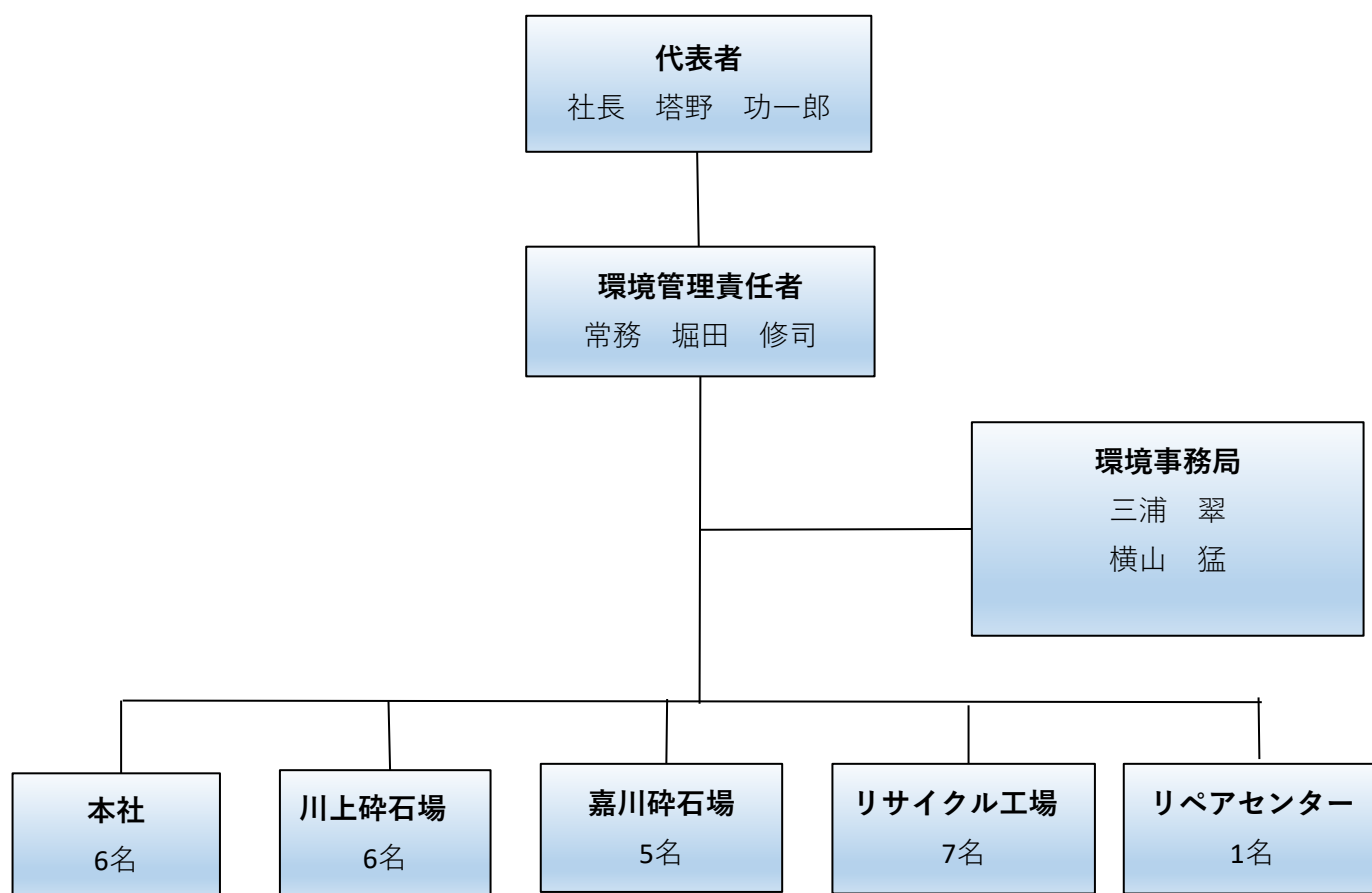 代表者
社長　塔野　功一郎
環境管理責任者
常務　堀田　修司
環境事務局
三浦　翠
横山　猛
本社
6名
川上砕石場
6名
嘉川砕石場
5名
リサイクル工場
7名
リペアセンター
1名